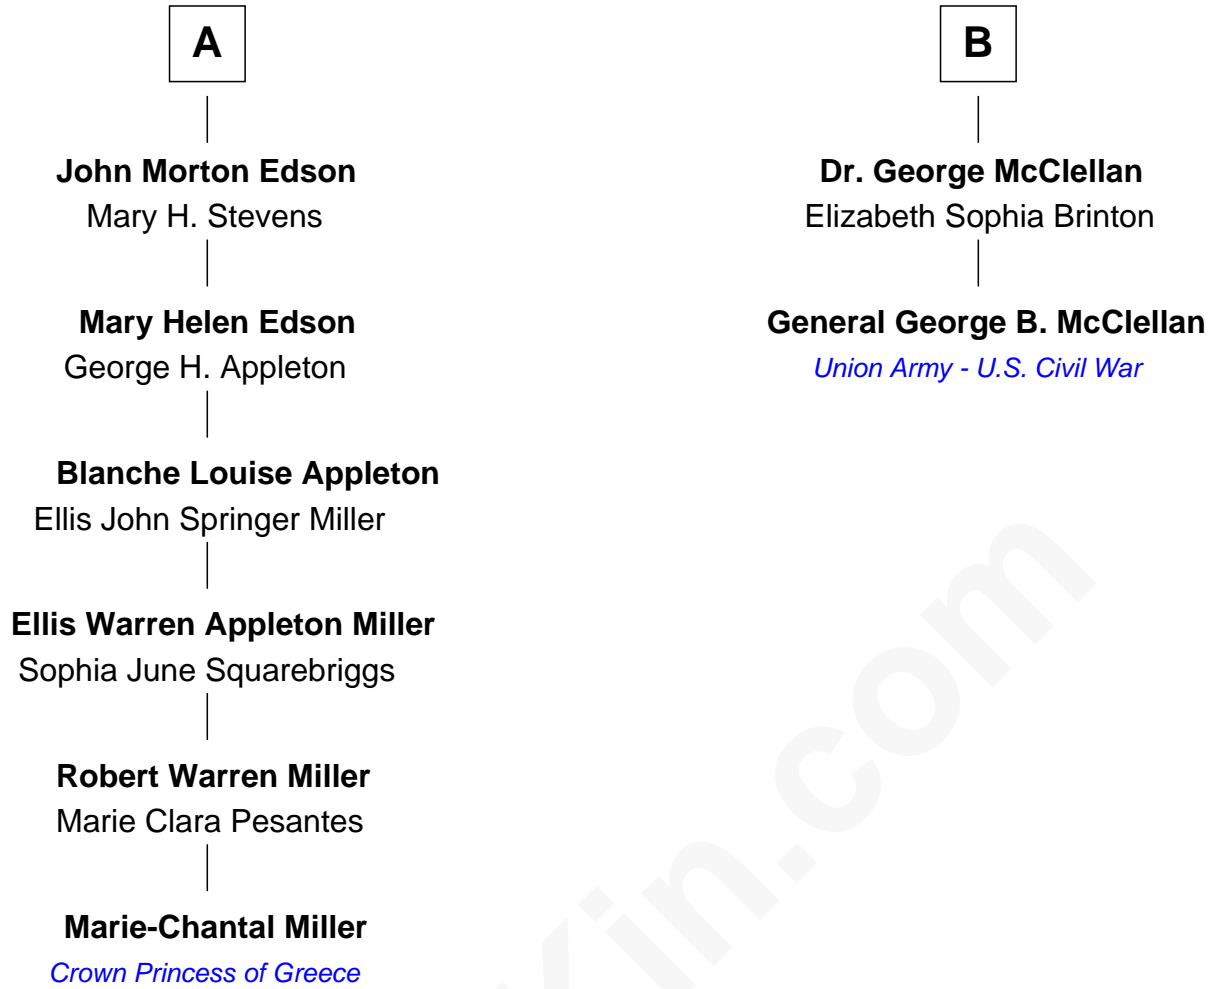 A
John Morton Edson
Mary H. Stevens
Mary Helen Edson
George H. Appleton
Blanche Louise Appleton
Ellis John Springer Miller
Ellis Warren Appleton Miller
Sophia June Squarebriggs
Robert Warren Miller
Marie Clara Pesantes
Marie-Chantal Miller
Crown Princess of Greece
B
Dr. George McClellan
Elizabeth Sophia Brinton
General George B. McClellan
Union Army - U.S. Civil War
Kin.com